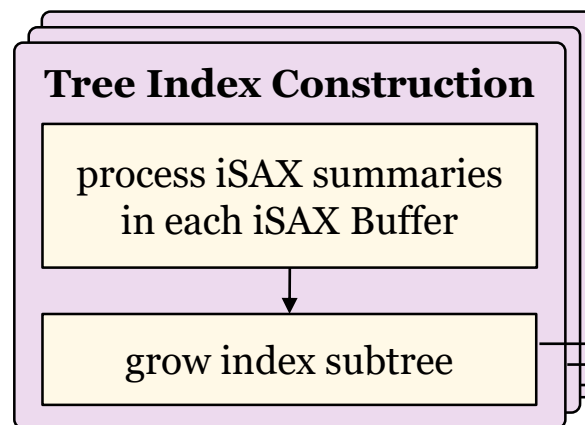 Tree Index Construction
process iSAX summaries
in each iSAX Buffer
grow index subtree